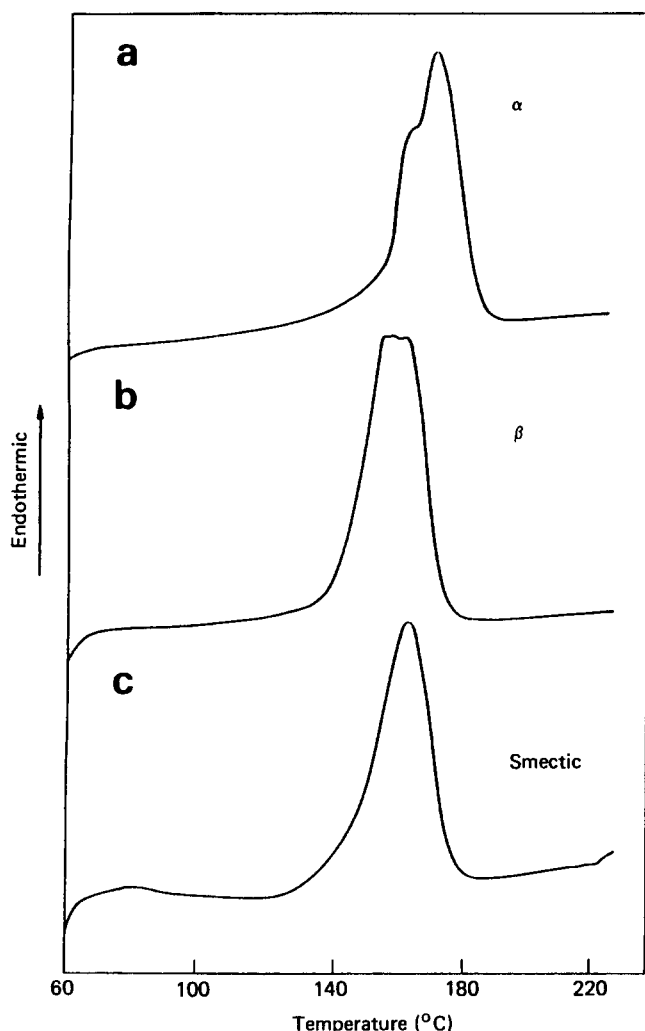 a
α
b
β
Endothermic
c
Smectic
60 100 140 180 220
Temperature (°C)